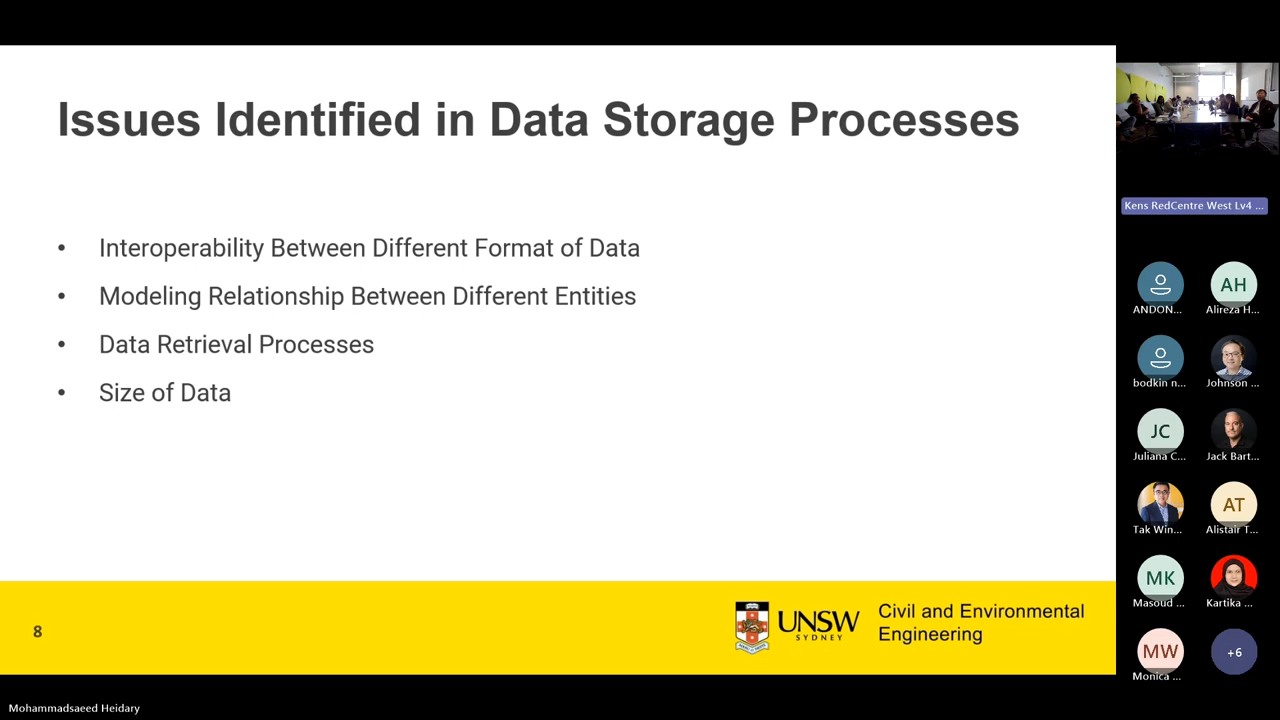 Issues Identified in Data Storage Processes
• Interoperability Between Different Format of Data
• Modeling Relationship Between Different Entities
• Data Retrieval Processes
• Size of Data
8
UNSW
SYDNEY
Civil and Environmental
Engineering
Kens RedCentre West Lv4 ...
ANDON...
AH
Alireza H...
bodkin n...
Johnson ...
JC
Juliana C...
Jack Bart...
Tak Win...
AT
Alistair T...
MK
Masoud ...
Kartika ...
MW
Monica ...
+6
Mohammadsaeed Heidary